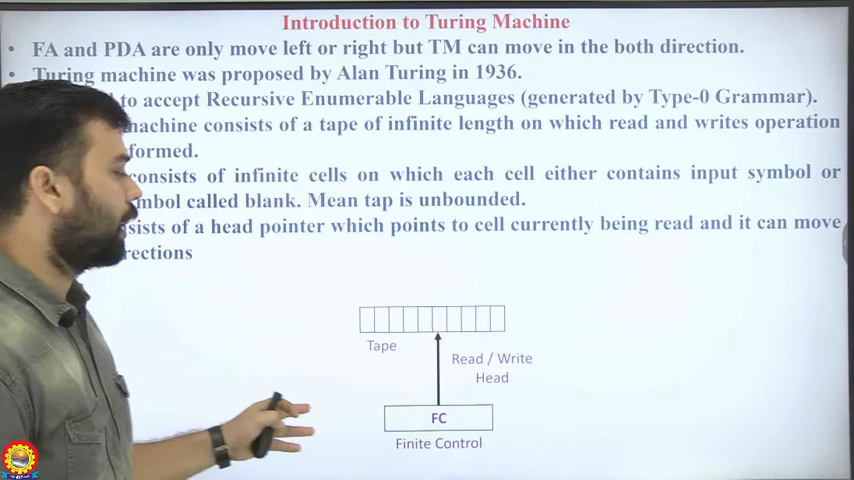 Introduction to Turing Machine
• FA and PDA are only move left or right but TM can move in the both direction.
• Turing machine was proposed by Alan Turing in 1936.
to accept Recursive Enumerable Languages (generated by Type-0 Grammar).
machine consists of a tape of infinite length on which read and writes operation
formed.
consists of infinite cells on which each cell either contains input symbol or
mbol called blank. Mean tap is unbounded.
sists of a head pointer which points to cell currently being read and it can move
rections
Tape
Read / Write
Head
FC
Finite Control